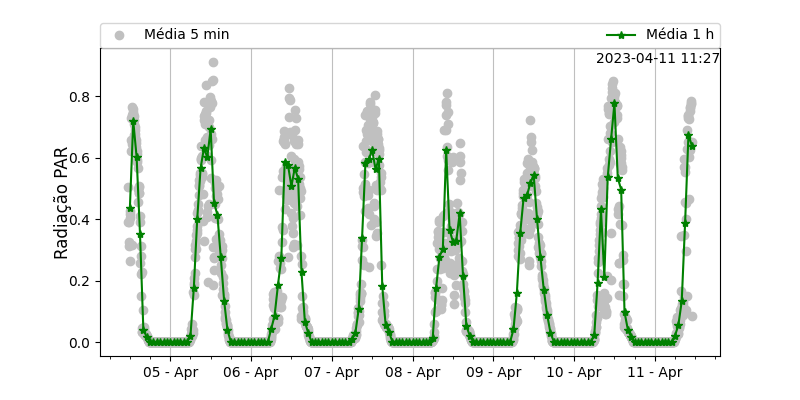 Média 5 min
Média 1 h
2023-04-11 11:27
Radiação PAR
0.8
0.6
0.4
0.2
0.0
05 - Apr
06 - Apr
07 - Apr
08 - Apr
09 - Apr
10 - Apr
11 - Apr